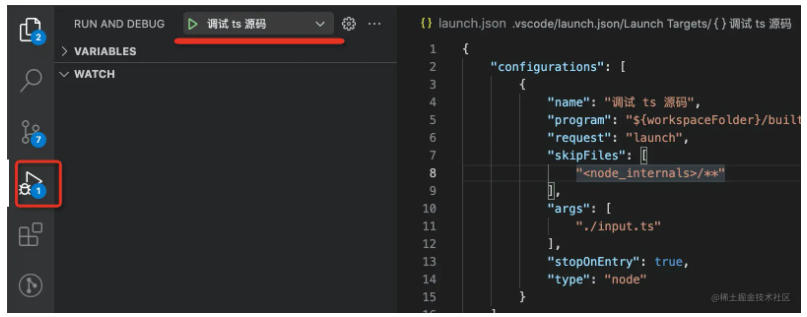 RUN AND DEBUG
调试 ts 源码
VARIABLES
WATCH
2
7
1
{} launch.json .vscode/launch.json/Launch Targets/{} 调试 ts 源码
1 {
2 "configurations": [
3 {
4 "name": "调试 ts 源码",
5 "program": "${workspaceFolder}/built
6 "request": "launch",
7 "skipFiles": [
8 "<node_internals>/**"
9 ],
10 "args": [
11 "./input.ts"
12 ],
13 "stopOnEntry": true,
14 "type": "node"
15 }
@稀土掘金技术社区